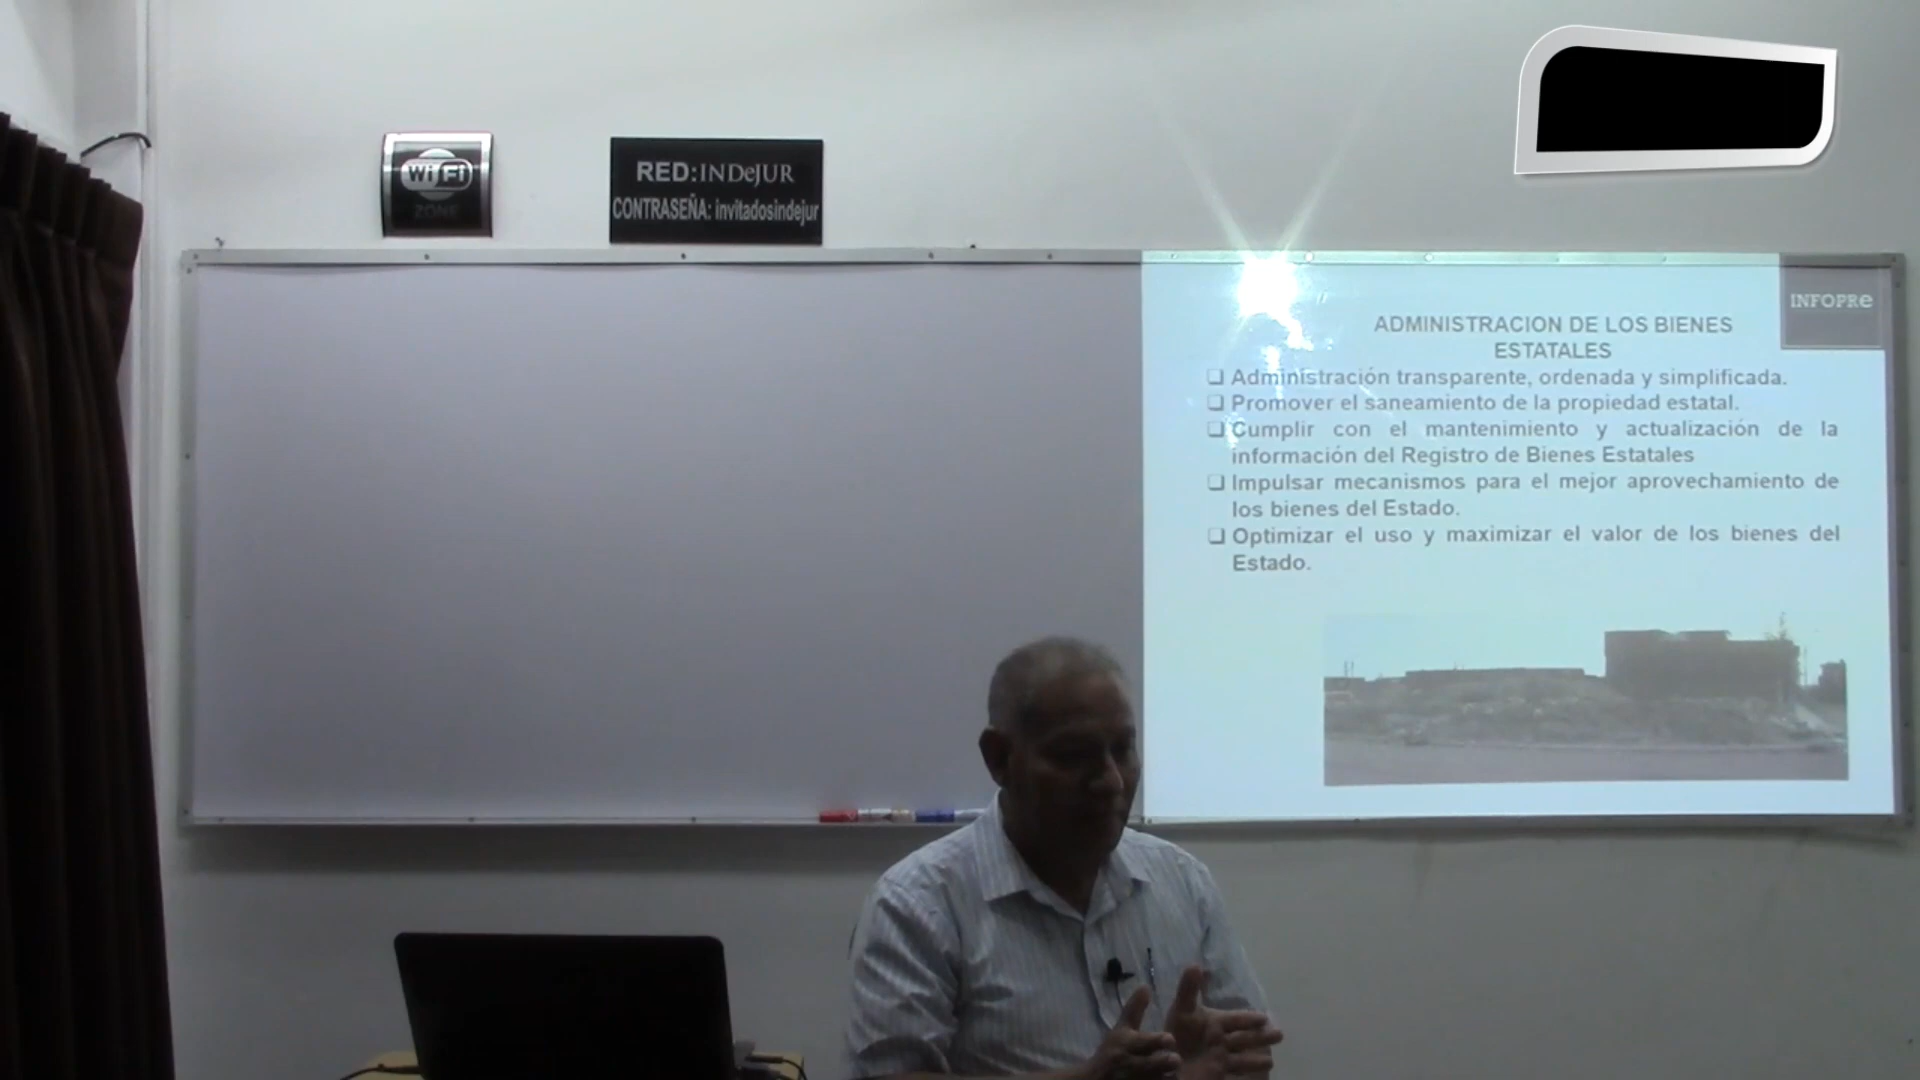 WiFi
ZONE
RED:INDeJUR
CONTRASEÑA: invitadosindejur
INFOPRe
ADMINISTRACION DE LOS BIENES
ESTATALES
❑ Administración transparente, ordenada y simplificada.
❑ Promover el saneamiento de la propiedad estatal.
❑ Cumplir con el mantenimiento y actualización de la
información del Registro de Bienes Estatales
❑ Impulsar mecanismos para el mejor aprovechamiento de
los bienes del Estado.
❑ Optimizar el uso y maximizar el valor de los bienes del
Estado.